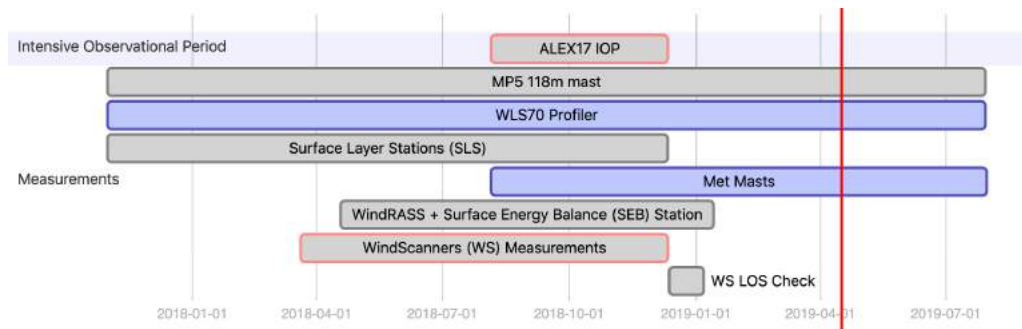 Intensive Observational Period
ALEX17 IOP
MP5 118m mast
WLS70 Profiler
Surface Layer Stations (SLS)
Measurements
Met Masts
WindRASS + Surface Energy Balance (SEB) Station
WindScanners (WS) Measurements
WS LOS Check
2018-01-01
2018-04-01
2018-07-01
2018-10-01
2019-01-01
2019-04-01
2019-07-01